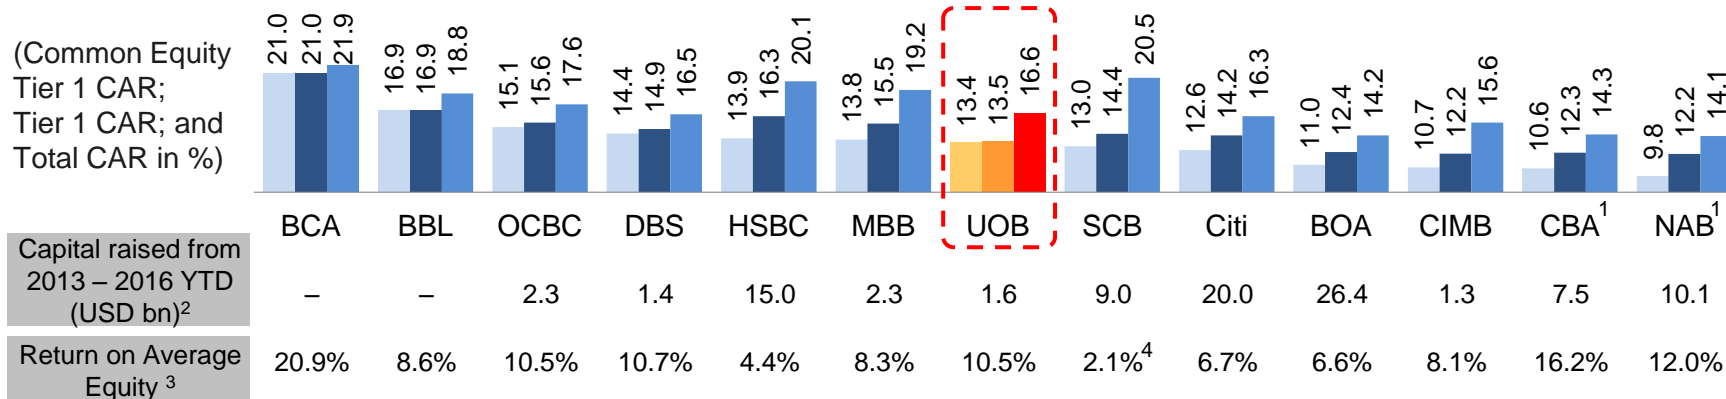 (Common Equity
Tier 1 CAR;
Tier 1 CAR; and
Total CAR in %)
21.0 21.0 21.9 16.9 16.9 18.8 15.1 15.6 17.6 14.4 14.9 16.5 13.9 16.3 20.1 13.8 15.5 19.2 13.4 13.5 16.6 13.0 14.4 20.5 12.6 14.2 16.3 11.0 12.4 14.2 10.7 12.2 15.6 10.6 12.3 14.3 9.8 12.2 14.1
BCA BBL OCBC DBS HSBC MBB UOB SCB Citi BOA CIMB CBA1 NAB1
Capital raised from
2013 – 2016 YTD
(USD bn)2
– – 2.3 1.4 15.0 2.3 1.6 9.0 20.0 26.4 1.3 7.5 10.1
Return on Average
Equity 3
20.9% 8.6% 10.5% 10.7% 4.4% 8.3% 10.5% 2.1%4 6.7% 6.6% 8.1% 16.2% 12.0%